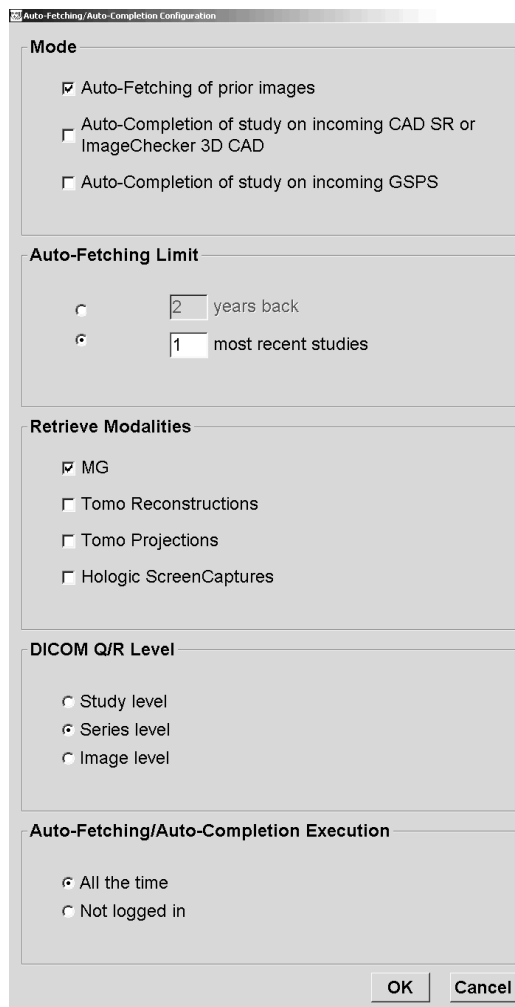 Auto-Fetching/Auto-Completion Configuration
Mode
Auto-Fetching of prior images
Auto-Completion of study on incoming CAD SR or
ImageChecker 3D CAD
Auto-Completion of study on incoming GSPS
Auto-Fetching Limit
2 years back
1 most recent studies
Retrieve Modalities
MG
Tomo Reconstructions
Tomo Projections
Hologic ScreenCaptures
DICOM Q/R Level
Study level
Series level
Image level
Auto-Fetching/Auto-Completion Execution
All the time
Not logged in
OK Cancel